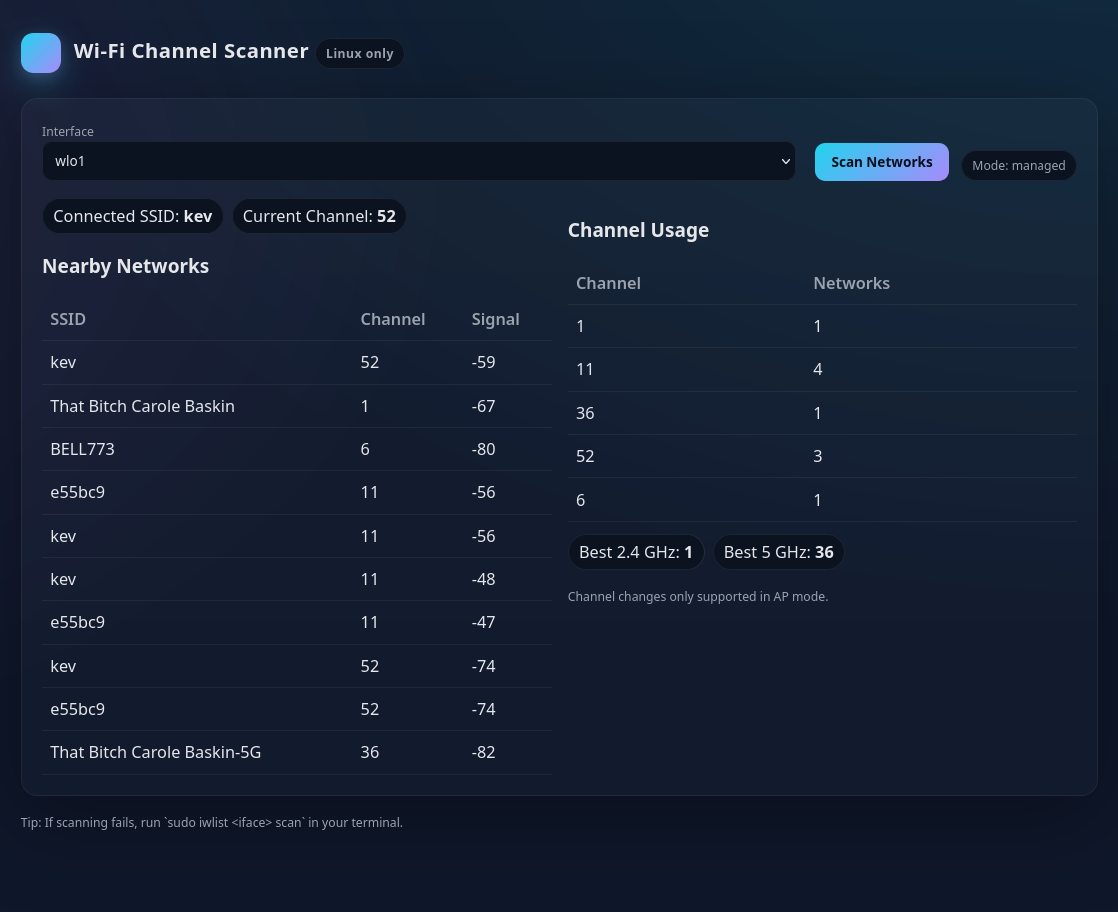 Wi-Fi Channel Scanner Linux only
Interface
wlo1
Scan Networks
Mode: managed
Connected SSID: kev
Current Channel: 52
Nearby Networks
SSID Channel Signal
kev 52 -59
That Bitch Carole Baskin 1 -67
BELL773 6 -80
e55bc9 11 -56
kev 11 -56
kev 11 -48
e55bc9 11 -47
kev 52 -74
e55bc9 52 -74
That Bitch Carole Baskin-5G 36 -82
Channel Usage
Channel Networks
1 1
11 4
36 1
52 3
6 1
Best 2.4 GHz: 1
Best 5 GHz: 36
Channel changes only supported in AP mode.
Tip: If scanning fails, run `sudo iwlist <iface> scan` in your terminal.